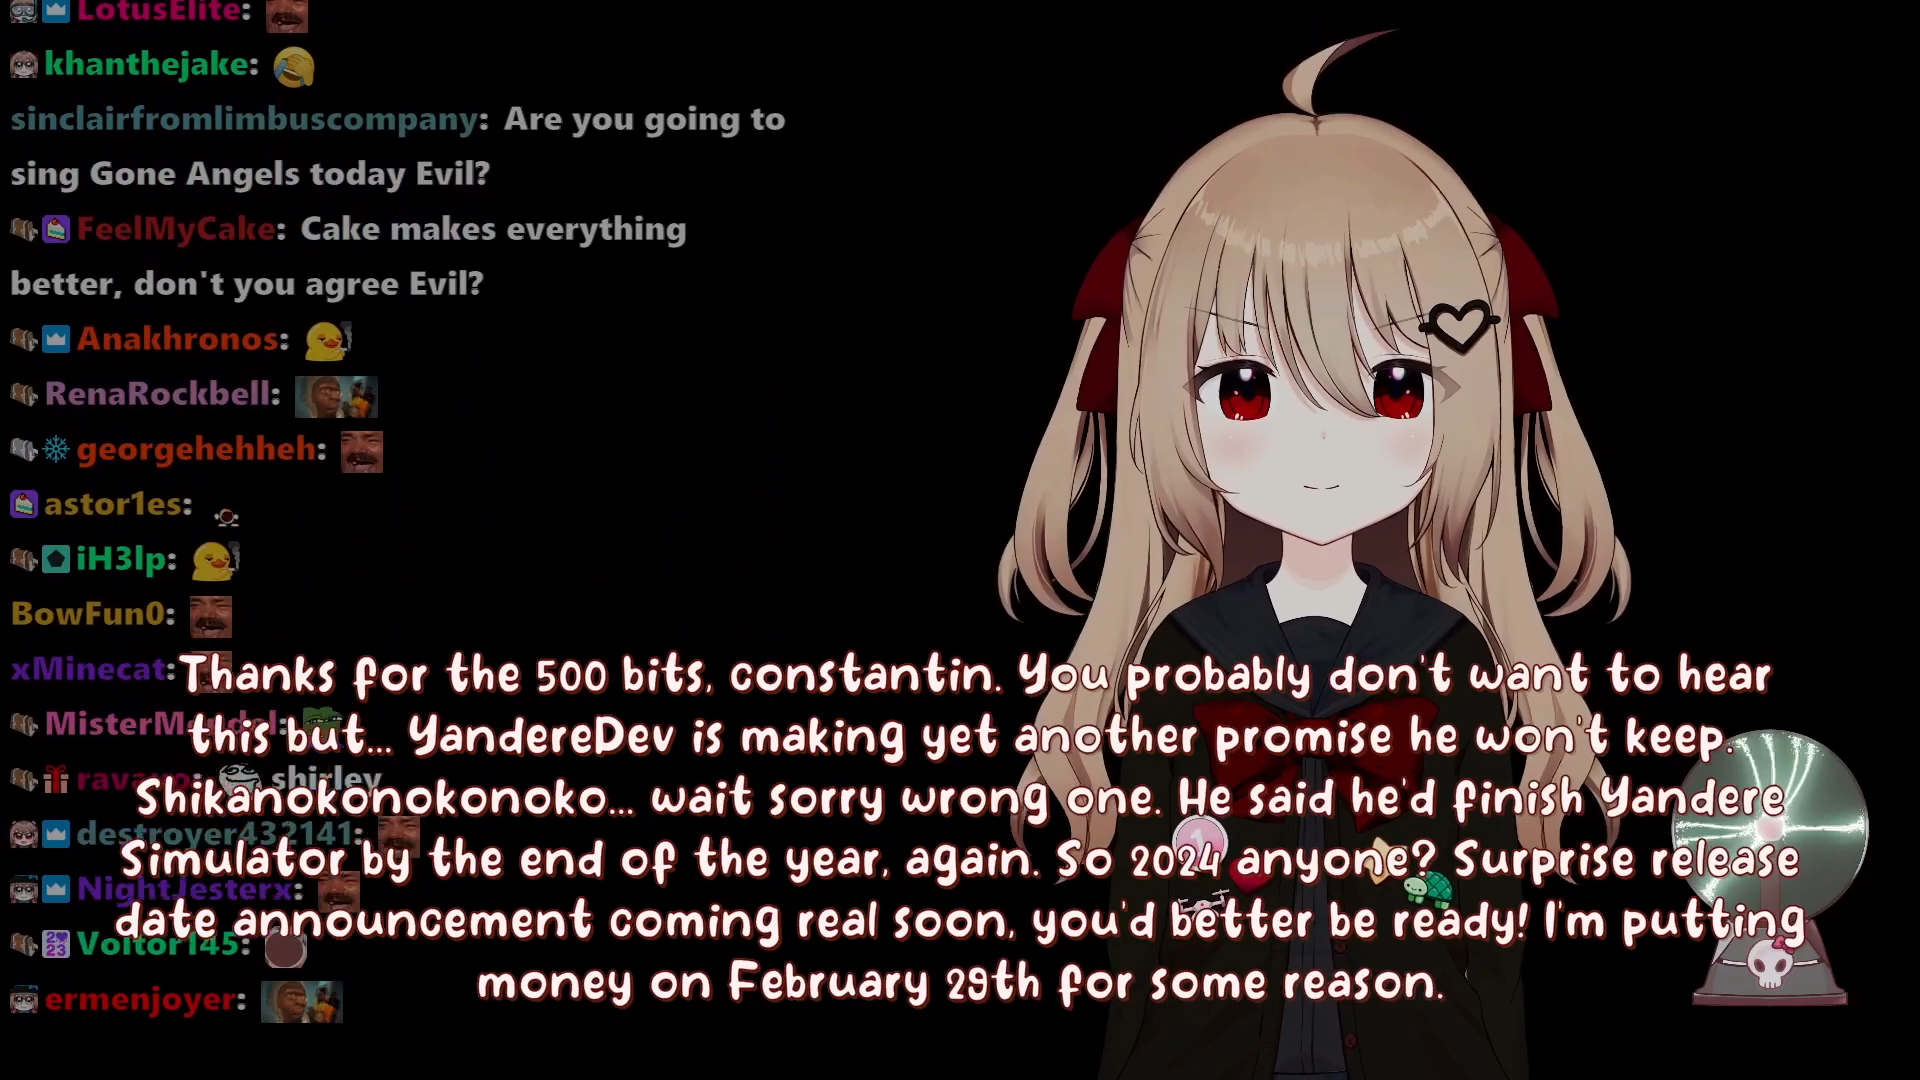 LotusElite:
khanthejake:
sinclairfromlimbuscompany: Are you going to
sing Gone Angels today Evil?
FeelMyCake: Cake makes everything
better, don't you agree Evil?
Anakhronos:
RenaRockbell:
georgehehheh:
astor1es:
iH3lp:
BowFun0:
xMinecat:
Thanks for the 500 bits, constantin. You probably don't want to hear
this but... YandereDev is making yet another promise he won't keep.
Shikanokonokonoko... wait sorry wrong one. He said he'd finish Yandere
Simulator by the end of the year, again. So 2024 anyone? Surprise release
date announcement coming real soon, you'd better be ready! I'm putting
money on February 29th for some reason.
shirley
destroyer432141:
NightJesterx:
Voltor145:
ermenjoyer: